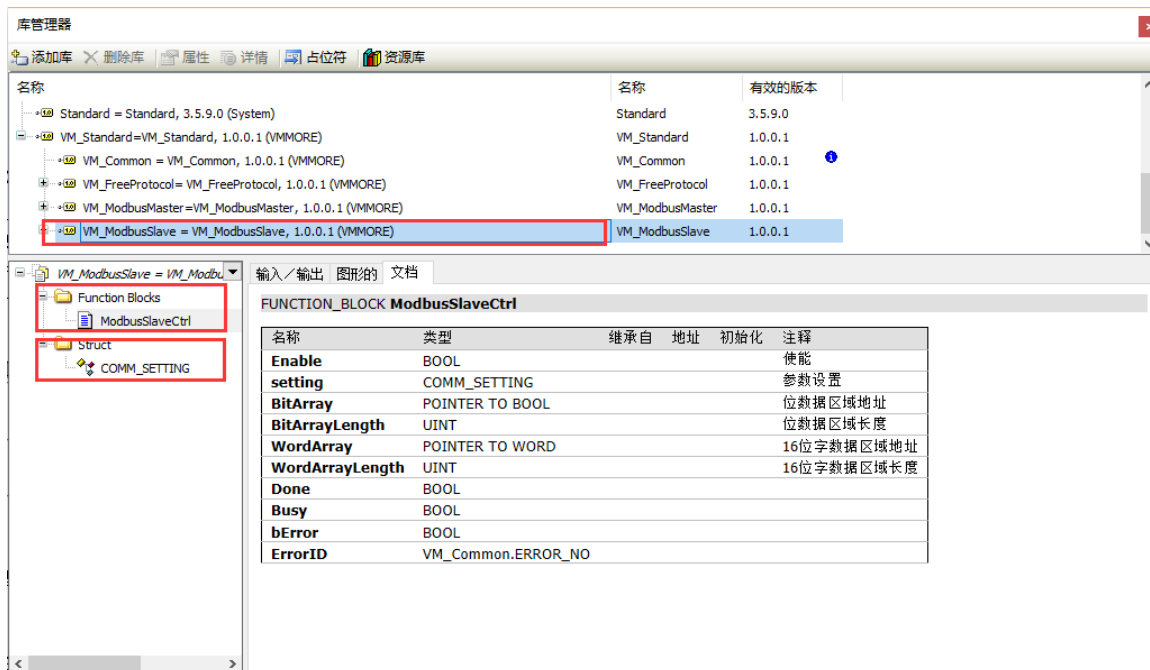 库管理器
添加库 删除库 属性 详情 占位符 资源库
名称 名称 有效的版本
Standard = Standard, 3.5.9.0 (System) Standard 3.5.9.0
VM_Standard=VM_Standard, 1.0.0.1 (VMMORE) VM_Standard 1.0.0.1
VM_Common = VM_Common, 1.0.0.1 (VMMORE) VM_Common 1.0.0.1
VM_FreeProtocol= VM_FreeProtocol, 1.0.0.1 (VMMORE) VM_FreeProtocol 1.0.0.1
VM_ModbusMaster=VM_ModbusMaster, 1.0.0.1 (VMMORE) VM_ModbusMaster 1.0.0.1
VM_ModbusSlave = VM_ModbusSlave, 1.0.0.1 (VMMORE) VM_ModbusSlave 1.0.0.1
VM_ModbusSlave = VM_Modbu
Function Blocks
ModbusSlaveCtrl
Struct
COMM_SETTING
输入/输出 图形的 文档
FUNCTION_BLOCK ModbusSlaveCtrl
名称 类型 继承自 地址 初始化 注释
Enable BOOL 使能
setting COMM_SETTING 参数设置
BitArray POINTER TO BOOL 位数据区域地址
BitArrayLength UINT 位数据区域长度
WordArray POINTER TO WORD 16位字数据区域地址
WordArrayLength UINT 16位字数据区域长度
Done BOOL
Busy BOOL
bError BOOL
ErrorID VM_Common.ERROR_NO